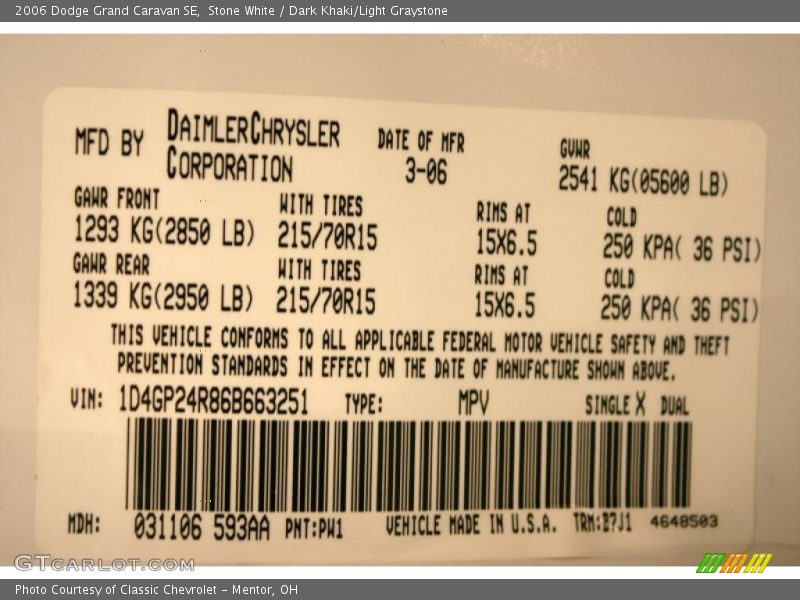 2006 Dodge Grand Caravan SE,  Stone White / Dark Khaki/Light Graystone
MFD BY DAIMLERCHRYSLER CORPORATION
DATE OF MFR 3-06
GVWR 2541 KG(05600 LB)
GAWR FRONT WITH TIRES RIMS AT COLD
1293 KG(2850 LB) 215/70R15 15X6.5 250 KPA( 36 PSI)
GAWR REAR WITH TIRES RIMS AT COLD
1339 KG(2950 LB) 215/70R15 15X6.5 250 KPA( 36 PSI)
THIS VEHICLE CONFORMS TO ALL APPLICABLE FEDERAL MOTOR VEHICLE SAFETY AND THEFT
PREVENTION STANDARDS IN EFFECT ON THE DATE OF MANUFACTURE SHOWN ABOVE.
VIN: 1D4GP24R86B663251 TYPE: MPV SINGLE X DUAL
MDH: 031106 593AA PNT:PW1 VEHICLE MADE IN U.S.A. TRM:B7J1 4648503
GTCARLOT.COM
Photo Courtesy of Classic Chevrolet - Mentor, OH